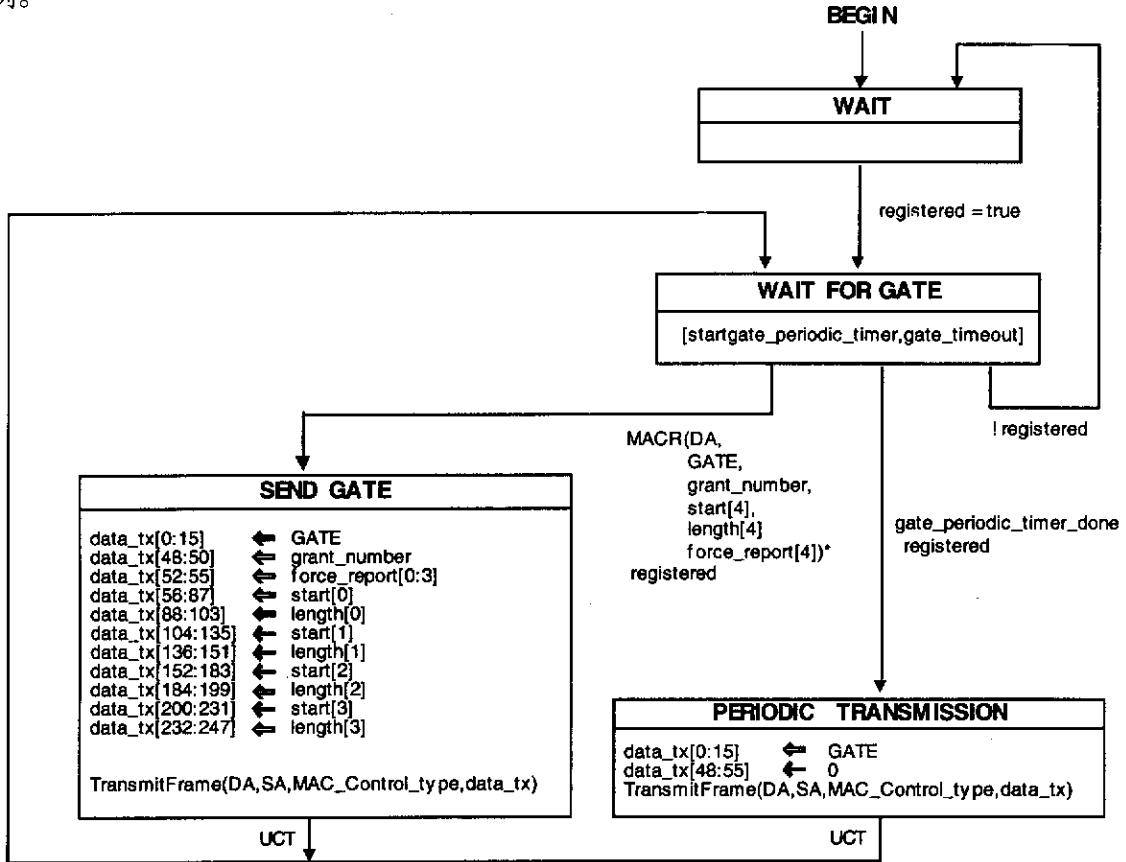 BEGIN
WAIT
registered = true
WAIT FOR GATE
[startgate_periodic_timer,gate_timeout]
! registered
MACR(DA,
GATE,
grant_number,
start[4],
length[4]
force_report[4])*
registered
gate_periodic_timer_done
registered
SEND GATE
data_tx[0:15] ⇐ GATE
data_tx[48:50] ⇐ grant_number
data_tx[52:55] ⇐ force_report[0:3]
data_tx[56:87] ⇐ start[0]
data_tx[88:103] ⇐ length[0]
data_tx[104:135] ⇐ start[1]
data_tx[136:151] ⇐ length[1]
data_tx[152:183] ⇐ start[2]
data_tx[184:199] ⇐ length[2]
data_tx[200:231] ⇐ start[3]
data_tx[232:247] ⇐ length[3]
TransmitFrame(DA,SA,MAC_Control_type,data_tx)
UCT
PERIODIC TRANSMISSION
data_tx[0:15] ⇐ GATE
data_tx[48:55] ⇐ 0
TransmitFrame(DA,SA,MAC_Control_type,data_tx)
UCT